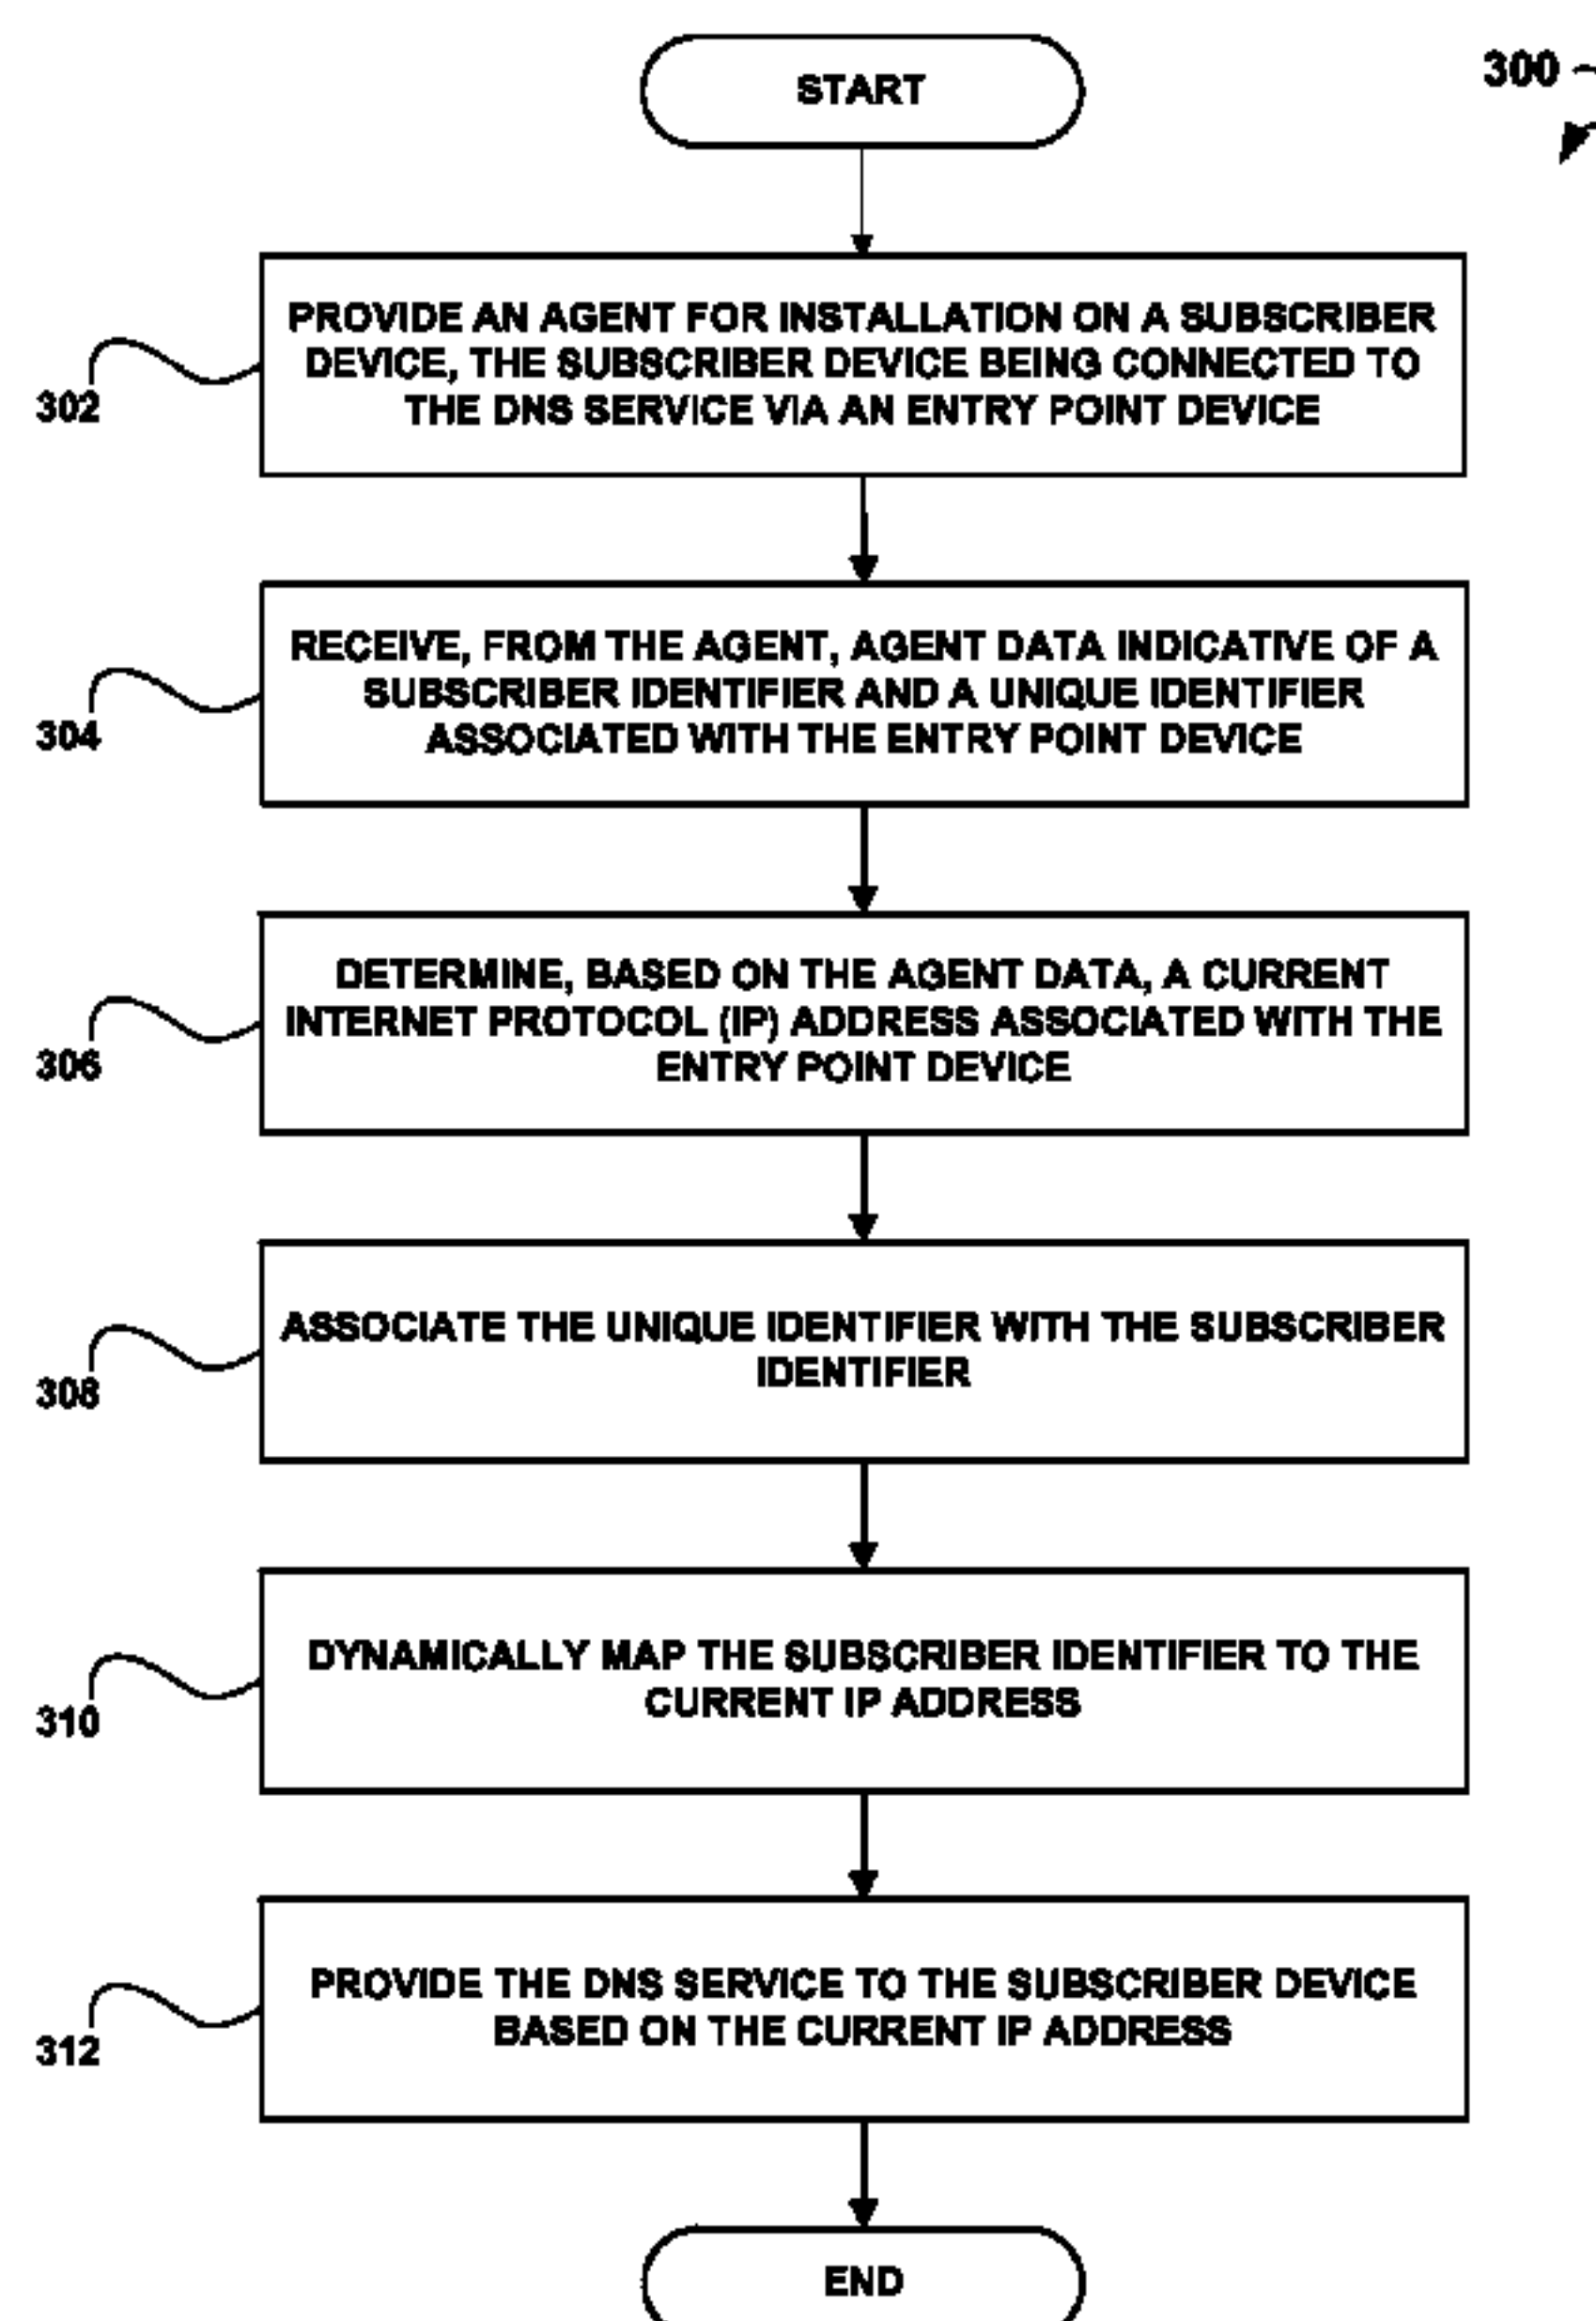 START
300
PROVIDE AN AGENT FOR INSTALLATION ON A SUBSCRIBER
DEVICE, THE SUBSCRIBER DEVICE BEING CONNECTED TO
THE DNS SERVICE VIA AN ENTRY POINT DEVICE
302
RECEIVE, FROM THE AGENT, AGENT DATA INDICATIVE OF A
SUBSCRIBER IDENTIFIER AND A UNIQUE IDENTIFIER
ASSOCIATED WITH THE ENTRY POINT DEVICE
304
DETERMINE, BASED ON THE AGENT DATA, A CURRENT
INTERNET PROTOCOL (IP) ADDRESS ASSOCIATED WITH THE
ENTRY POINT DEVICE
306
ASSOCIATE THE UNIQUE IDENTIFIER WITH THE SUBSCRIBER
IDENTIFIER
308
DYNAMICALLY MAP THE SUBSCRIBER IDENTIFIER TO THE
CURRENT IP ADDRESS
310
PROVIDE THE DNS SERVICE TO THE SUBSCRIBER DEVICE
BASED ON THE CURRENT IP ADDRESS
312
END